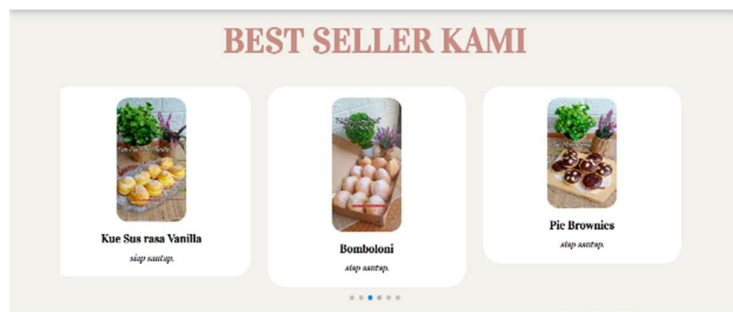 BEST SELLER KAMI
Kue Sus rasa Vanilla
siap santap.
Bomboloni
siap santap.
Pie Brownies
siap santap.